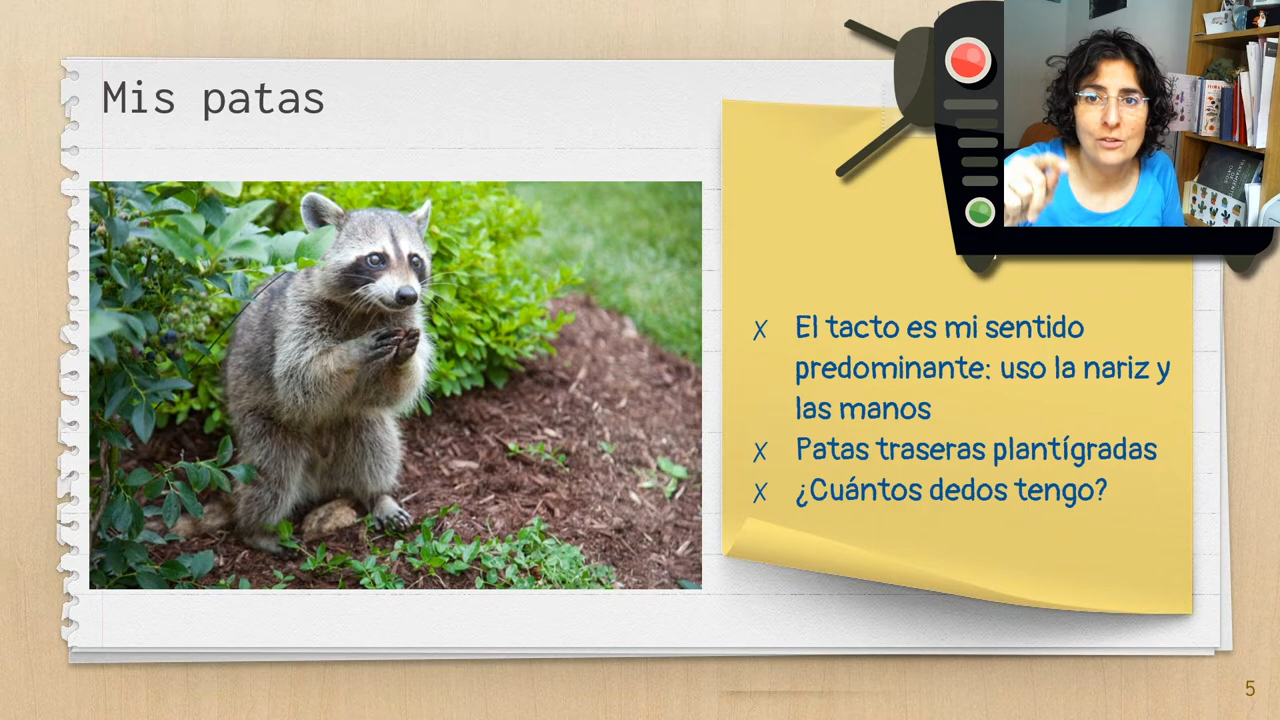 Mis patas
X El tacto es mi sentido
predominante: uso la nariz y
las manos
X Patas traseras plantígradas
X ¿Cuántos dedos tengo?
5